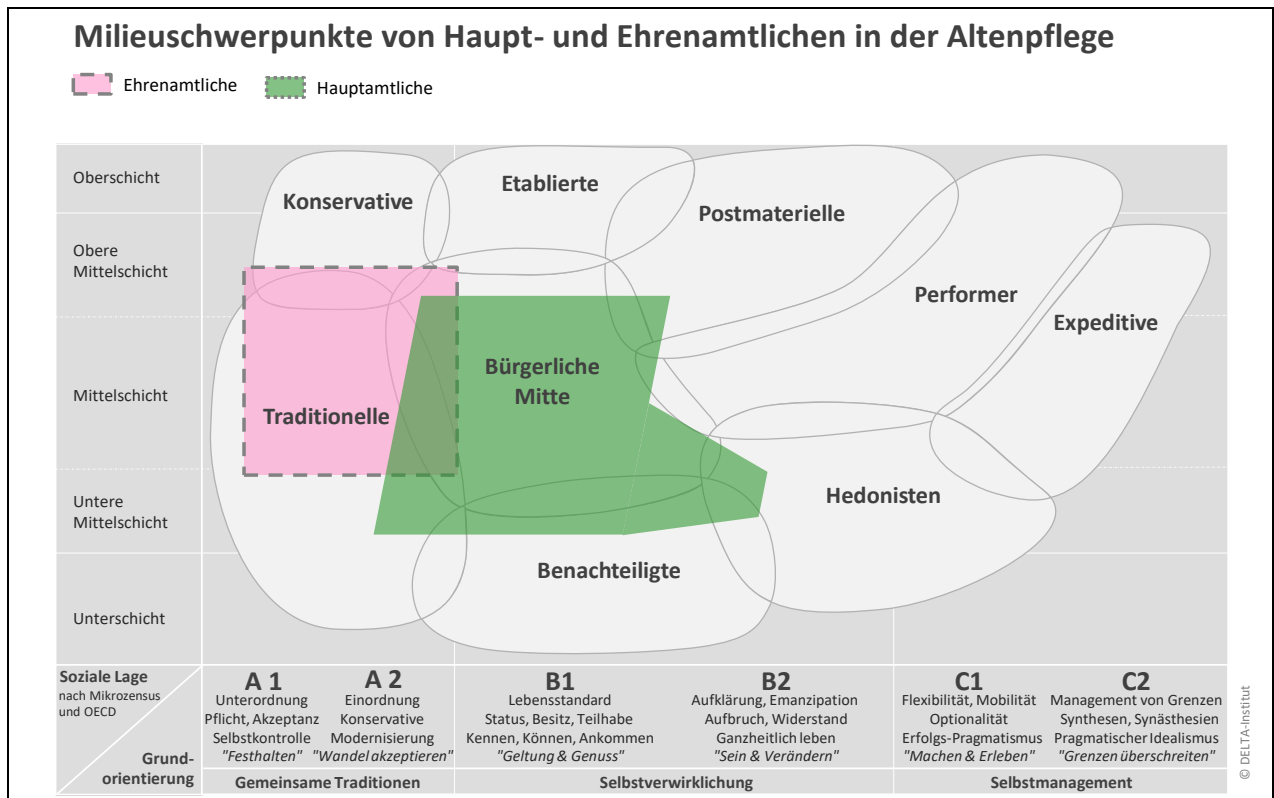 Milieuschwerpunkte von Haupt- und Ehrenamtlichen in der Altenpflege
Ehrenamtliche
Hauptamtliche
Oberschicht
Obere
Mittelschicht
Mittelschicht
Untere
Mittelschicht
Unterschicht
Konservative
Etablierte
Postmaterielle
Performer
Expeditive
Bürgerliche
Mitte
Traditionelle
Hedonisten
Benachteiligte
Soziale Lage
nach Mikrozensus
und OECD
Grund-
orientierung
A 1
Unterordnung
Pflicht, Akzeptanz
Selbstkontrolle
"Festhalten"
A 2
Einordnung
Konservative
Modernisierung
"Wandel akzeptieren"
B1
Lebensstandard
Status, Besitz, Teilhabe
Kennen, Können, Ankommen
"Geltung & Genuss"
B2
Aufklärung, Emanzipation
Aufbruch, Widerstand
Ganzheitlich leben
"Sein & Verändern"
C1
Flexibilität, Mobilität
Optionalität
Erfolgs-Pragmatismus
"Machen & Erleben"
C2
Management von Grenzen
Synthesen, Synästhesien
Pragmatischer Idealismus
"Grenzen überschreiten"
Gemeinsame Traditionen
Selbstverwirklichung
Selbstmanagement
© DELTA-Institut